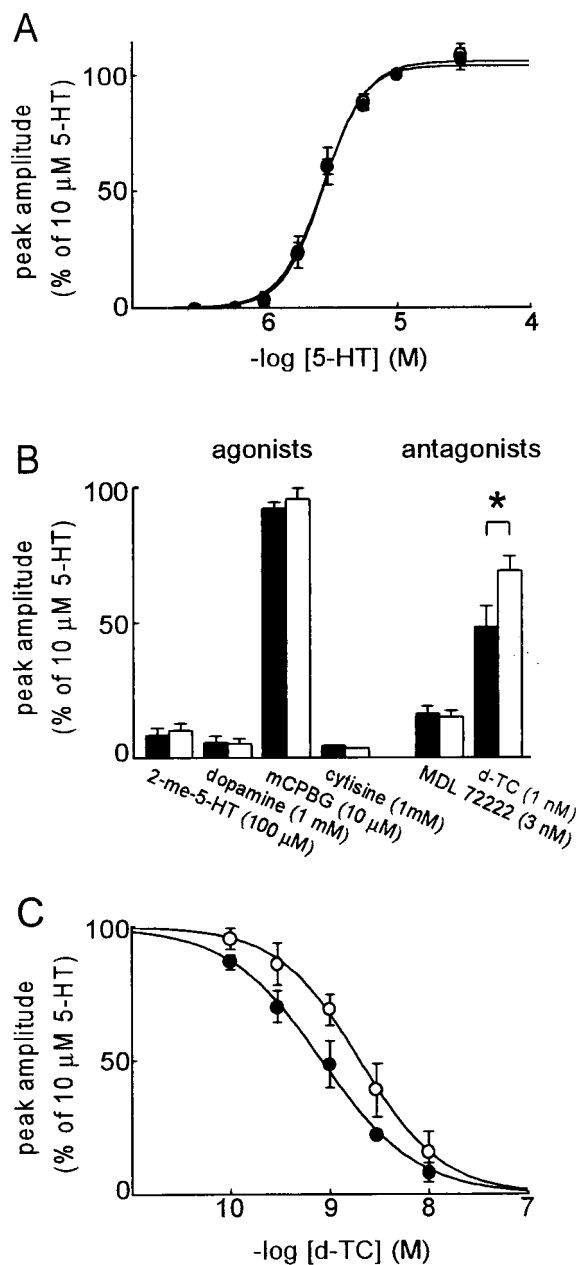 A
peak amplitude
(% of 10 μM 5-HT)
100
50
0
6
5
4
-log [5-HT] (M)
B
agonists
antagonists
peak amplitude
(% of 10 μM 5-HT)
100
50
0
*
2-me-5-HT (100 μM)
dopamine (1 mM)
mCPBG (10 μM)
cytisine (1mM)
MDL 72222 (3 nM)
d-TC (1 nM)
C
peak amplitude
(% of 10 μM 5-HT)
100
50
0
10
9
8
7
-log [d-TC] (M)